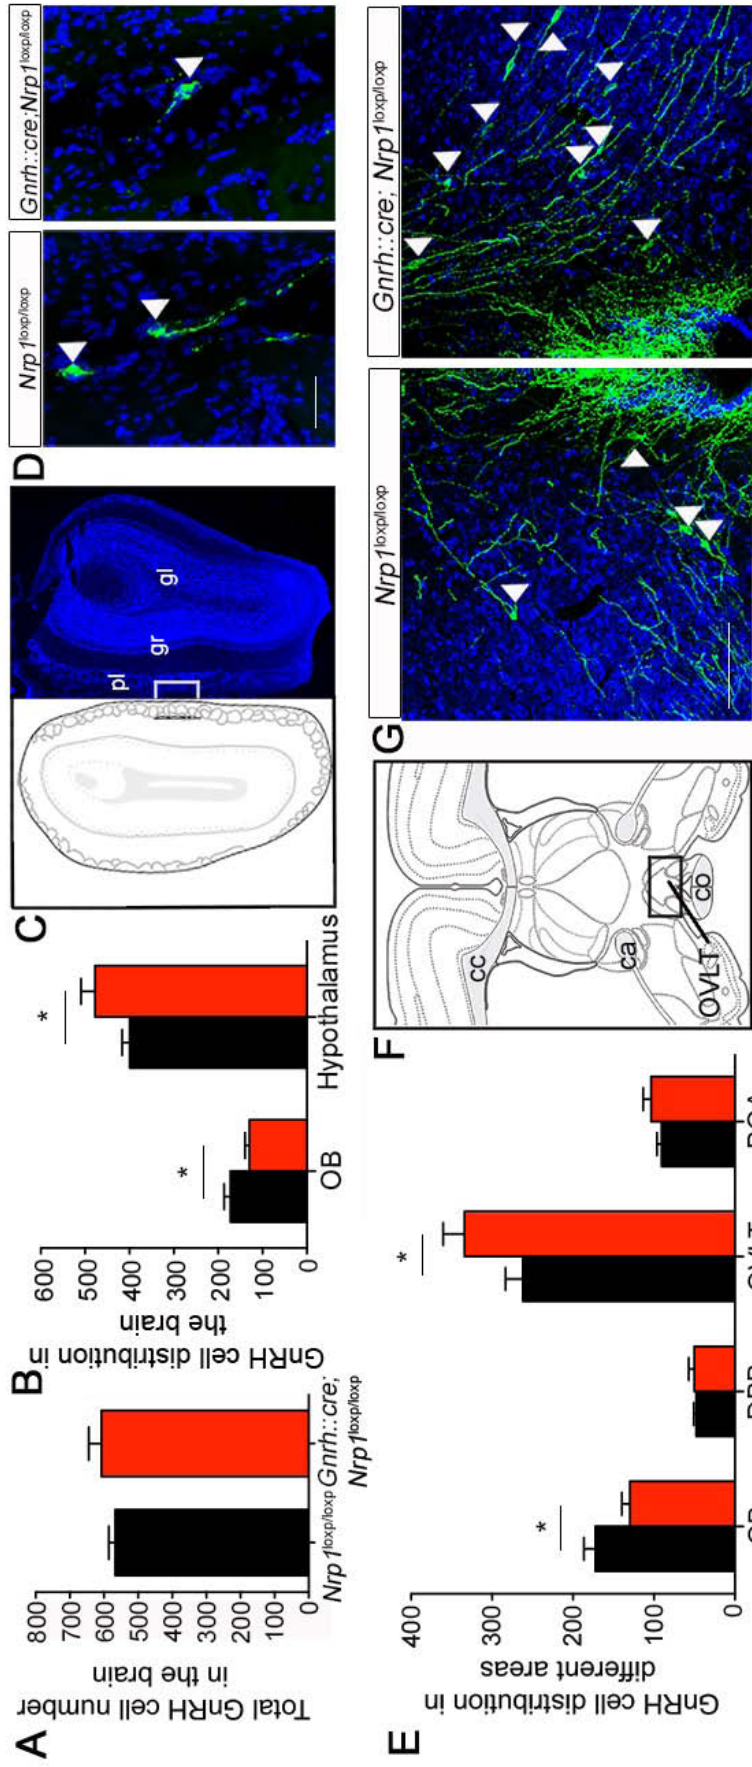 A
Total GnRH cell number
in the brain
800
700
600
500
400
300
200
100
0
Nrp1loxp/loxp
Gnrh::cre;
Nrp1loxp/loxp
B
GnRH cell distribution in
the brain
600
500
400
300
200
100
0
*
*
OB
Hypothalamus
C
pl
gr
gl
D
Nrp1loxp/loxp
Gnrh::cre;Nrp1loxp/loxp
E
GnRH cell distribution in
different areas
400
300
200
100
0
*
*
F
cc
ca
OVLT
co
G
Nrp1loxp/loxp
Gnrh::cre; Nrp1loxp/loxp